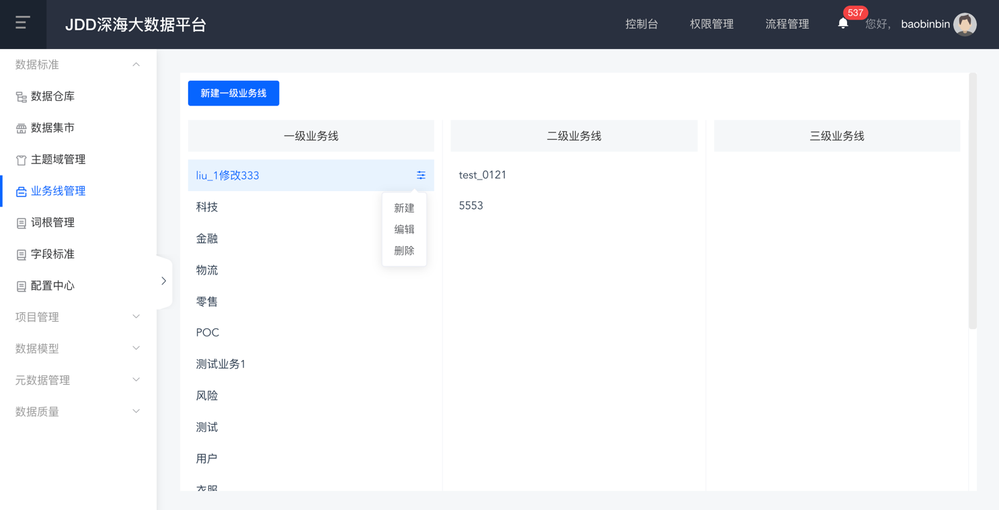 JDD深海大数据平台
控制台
权限管理
流程管理
537
您好，
baobinbin
数据标准
数据仓库
数据集市
主题域管理
业务线管理
词根管理
字段标准
配置中心
项目管理
数据模型
元数据管理
数据质量
新建一级业务线
一级业务线
liu_1修改333
科技
金融
物流
零售
POC
测试业务1
风险
测试
用户
衣服
新建
编辑
删除
二级业务线
test_0121
5553
三级业务线